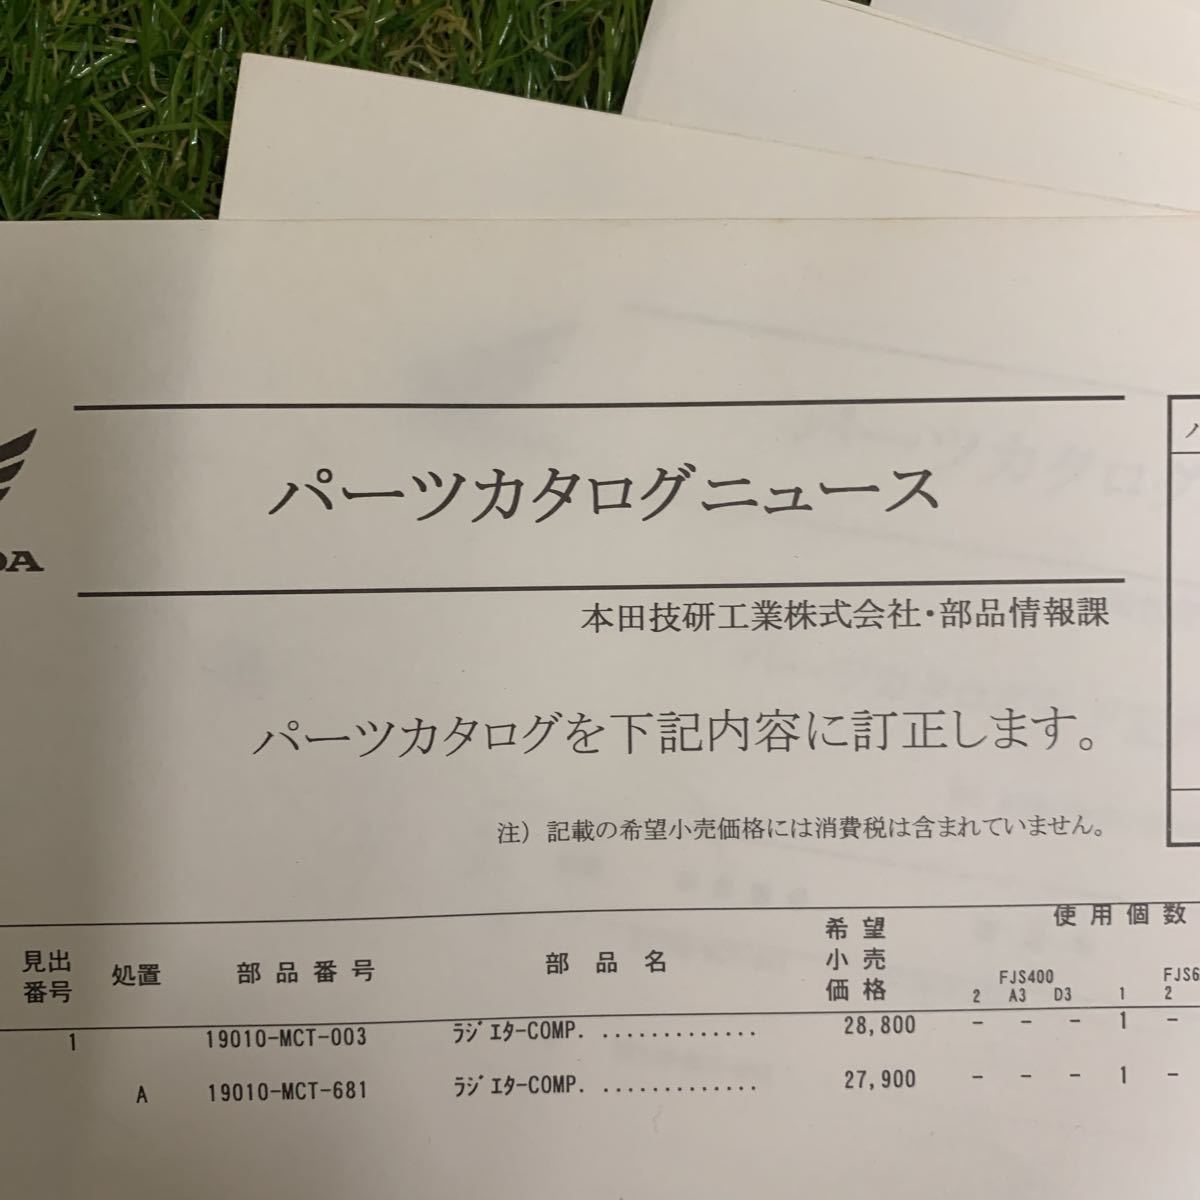 パーツカタログニュース
DA
本田技研工業株式会社・部品情報課
パーツカタログを下記内容に訂正します。
注）記載の希望小売価格には消費税は含まれていません。
見出番号 処置 部品番号 部品名 希望小売価格 使用個数
FJS400 FJS6
2 A3 D3 1 2
1 19010-MCT-003 ラジエターCOMP. ............. 28,800 - - - 1 -
A 19010-MCT-681 ラジエターCOMP. ............. 27,900 - - - 1 -